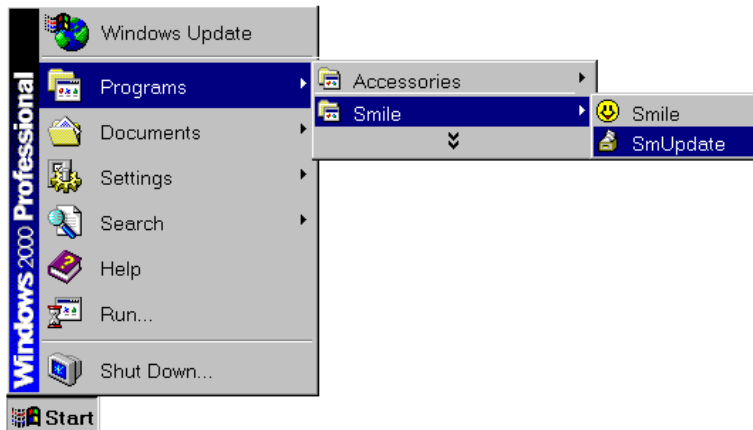 Windows Update
Programs
Documents
Settings
Search
Help
Run...
Shut Down...
Windows 2000 Professional
Start
Accessories
Smile
Smile
SmUpdate